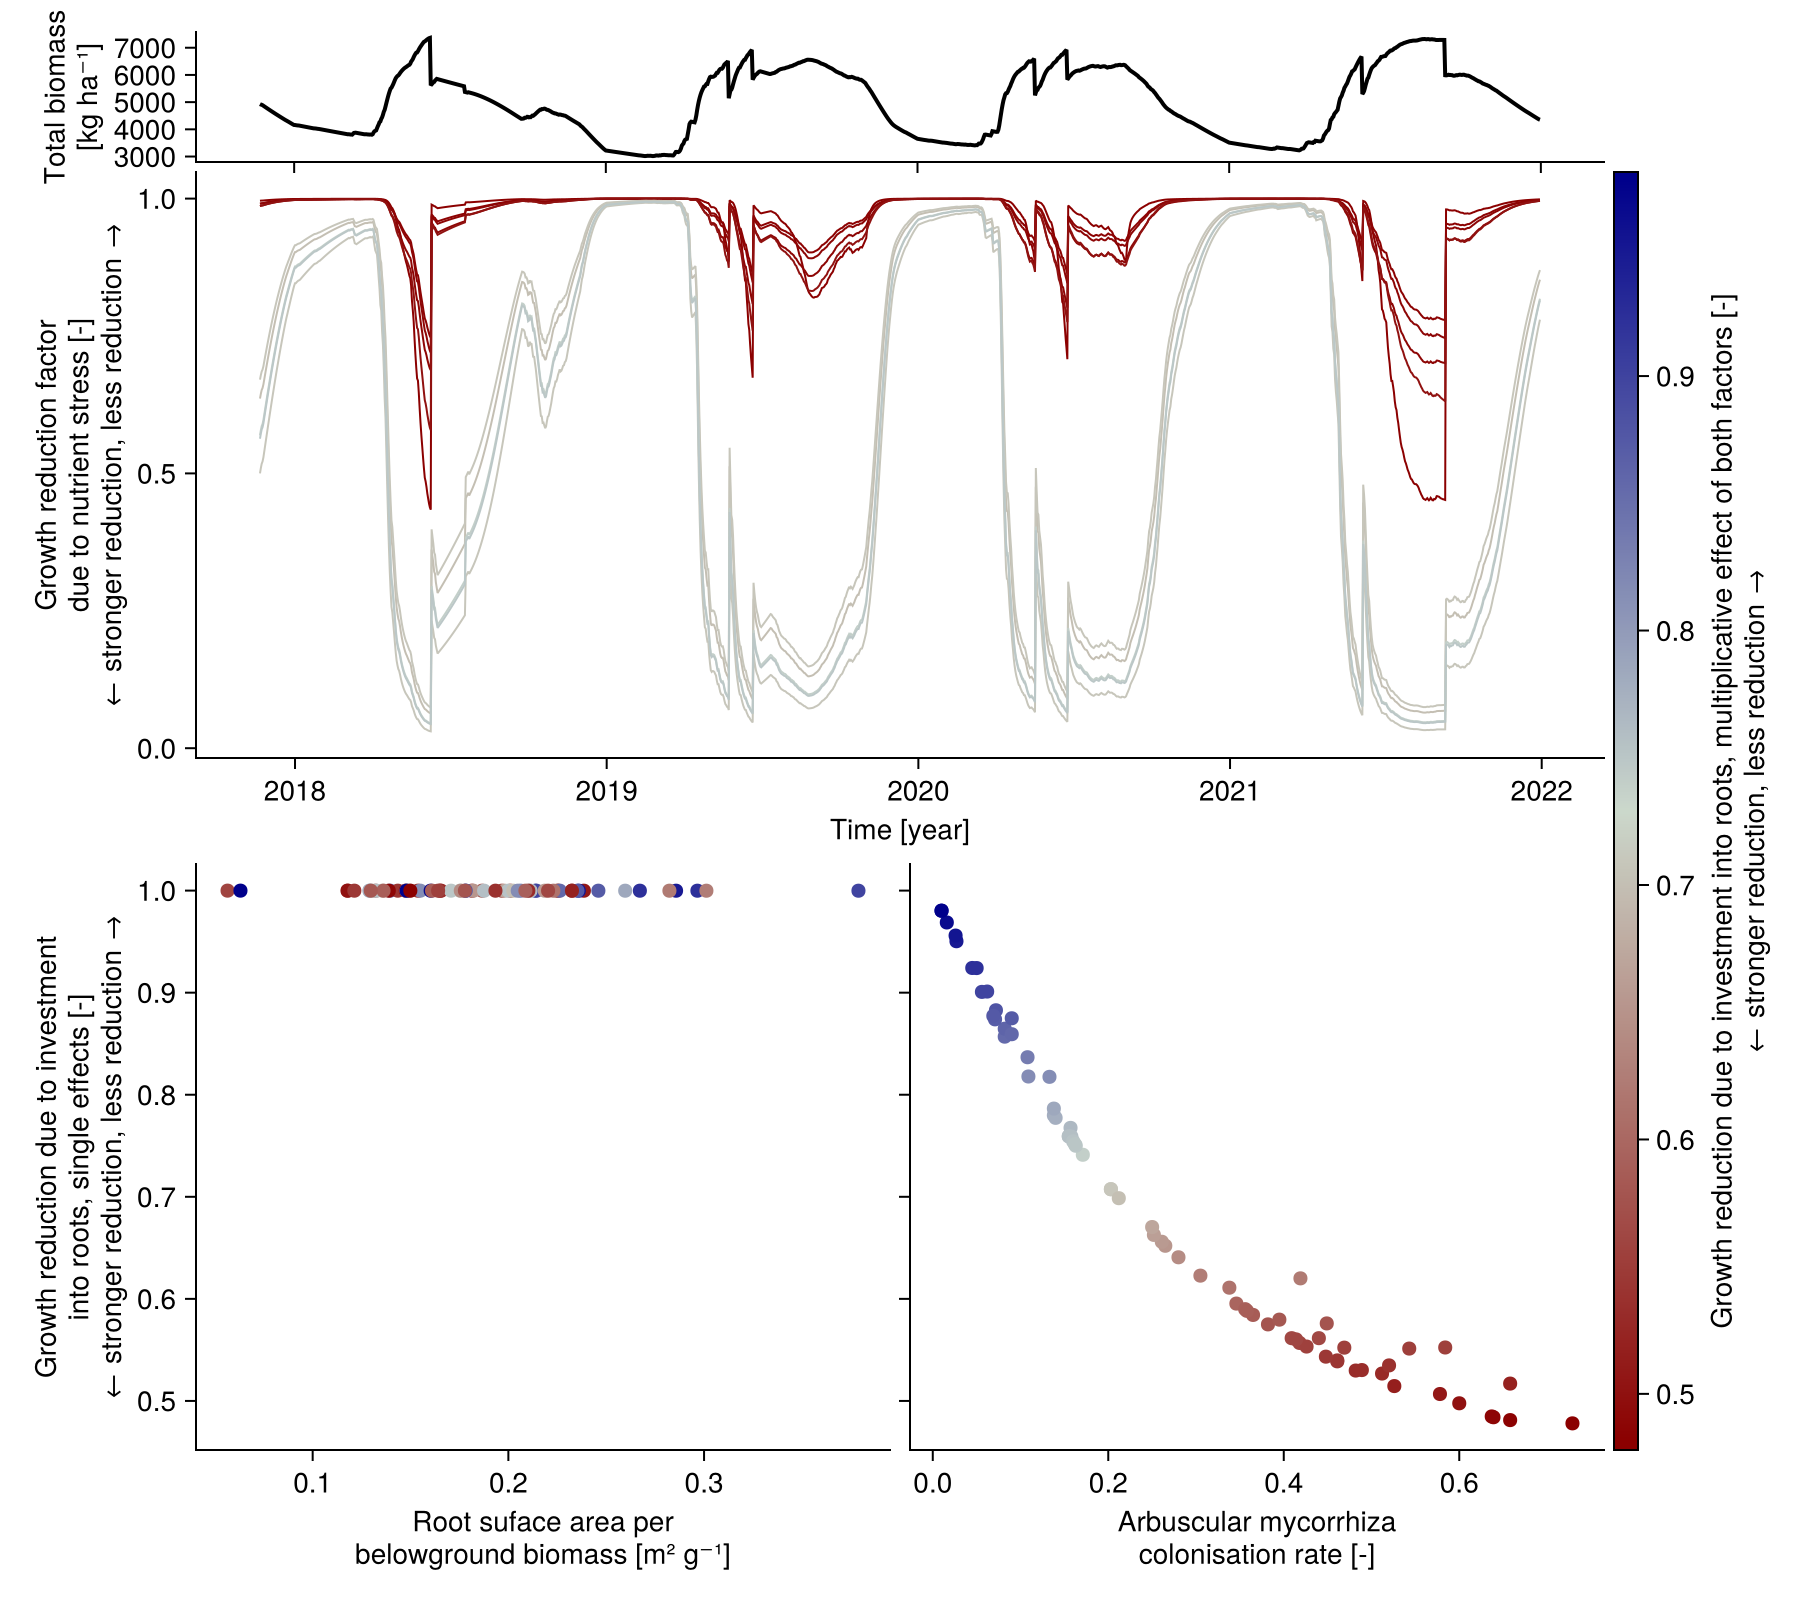 Total biomass
[kg ha⁻¹]
7000
6000
5000
4000
3000
Growth reduction factor
due to nutrient stress [-]
← stronger reduction, less reduction →
1.0
0.5
0.0
2018
2019
2020
2021
2022
Time [year]
Growth reduction due to investment
into roots, single effects [-]
← stronger reduction, less reduction →
1.0
0.9
0.8
0.7
0.6
0.5
0.1
0.2
0.3
Root suface area per
belowground biomass [m² g⁻¹]
0.0
0.2
0.4
0.6
Arbuscular mycorrhiza
colonisation rate [-]
0.9
0.8
0.7
0.6
0.5
Growth reduction due to investment into roots, multiplicative effect of both factors [-]
← stronger reduction, less reduction →